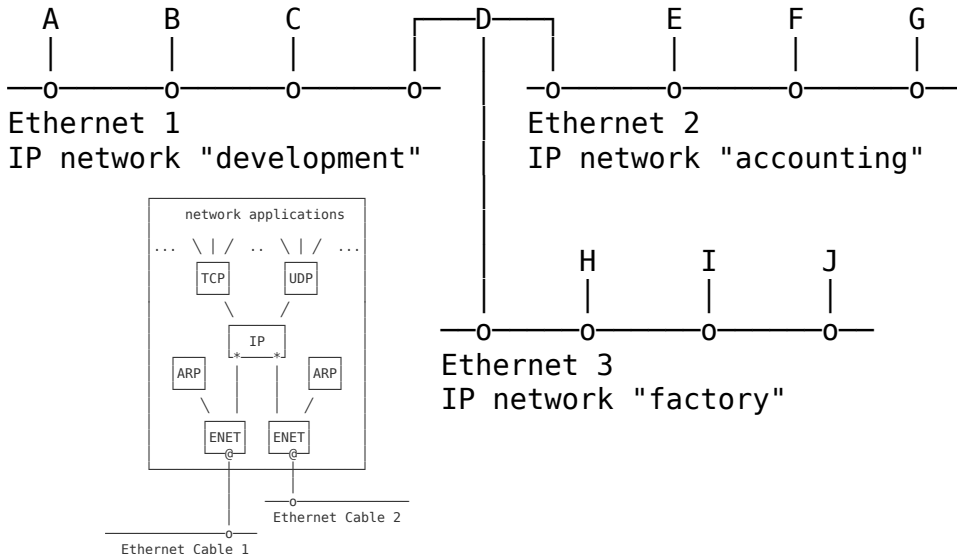 A B C D E F G
o o o o o o o o
Ethernet 1 Ethernet 2
IP network "development" IP network "accounting"
network applications
... .. ...
TCP UDP
H I J
IP
* *
o o o o
ARP ARP
Ethernet 3
IP network "factory"
ENET ENET
@ @
o
Ethernet Cable 2
o
Ethernet Cable 1